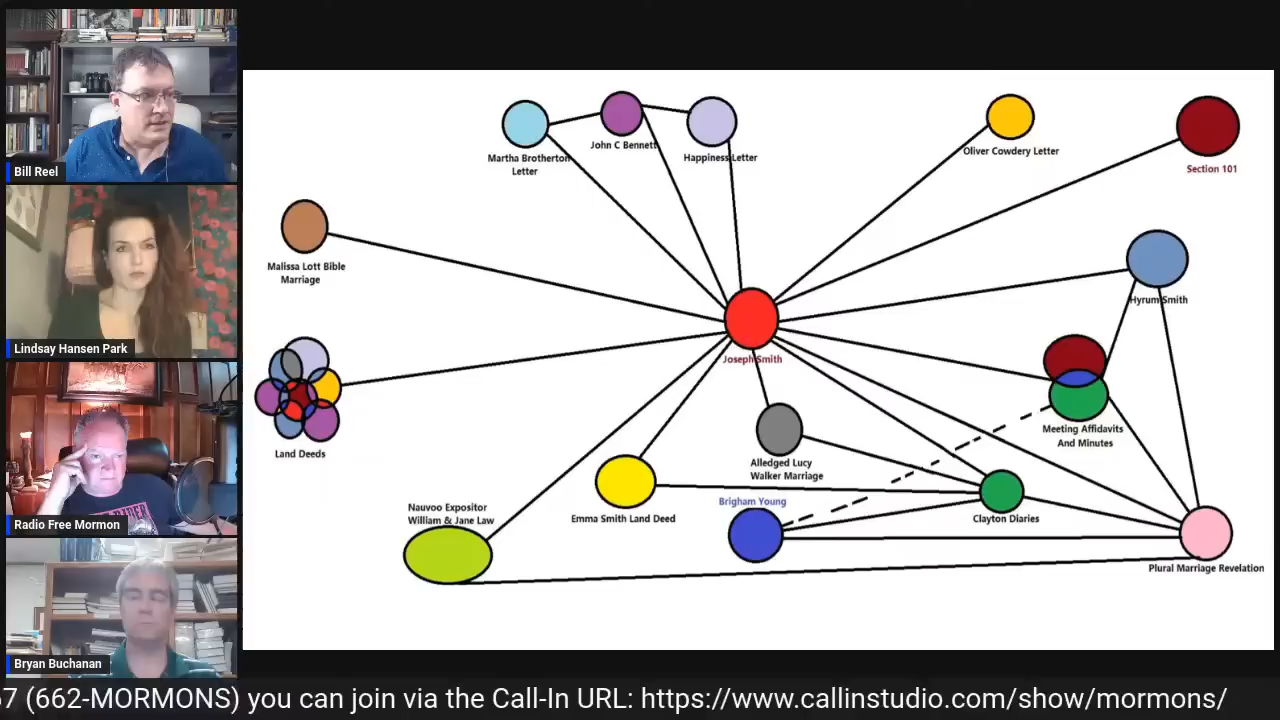 Bill Reel
Lindsay Hansen Park
Radio Free Mormon
Bryan Buchanan
Martha Brotherton
Letter
John C Bennett
Happiness Letter
Oliver Cowdery Letter
Section 101
Malissa Lott Bible
Marriage
Hyrum Smith
Joseph Smith
Land Deeds
Meeting Affidavits
And Minutes
Alledged Lucy
Walker Marriage
Nauvoo Expositor
William & Jane Law
Emma Smith Land Deed
Brigham Young
Clayton Diaries
Plural Marriage Revelation
7 (662-MORMONS) you can join via the Call-In URL: https://www.callinstudio.com/show/mormons/